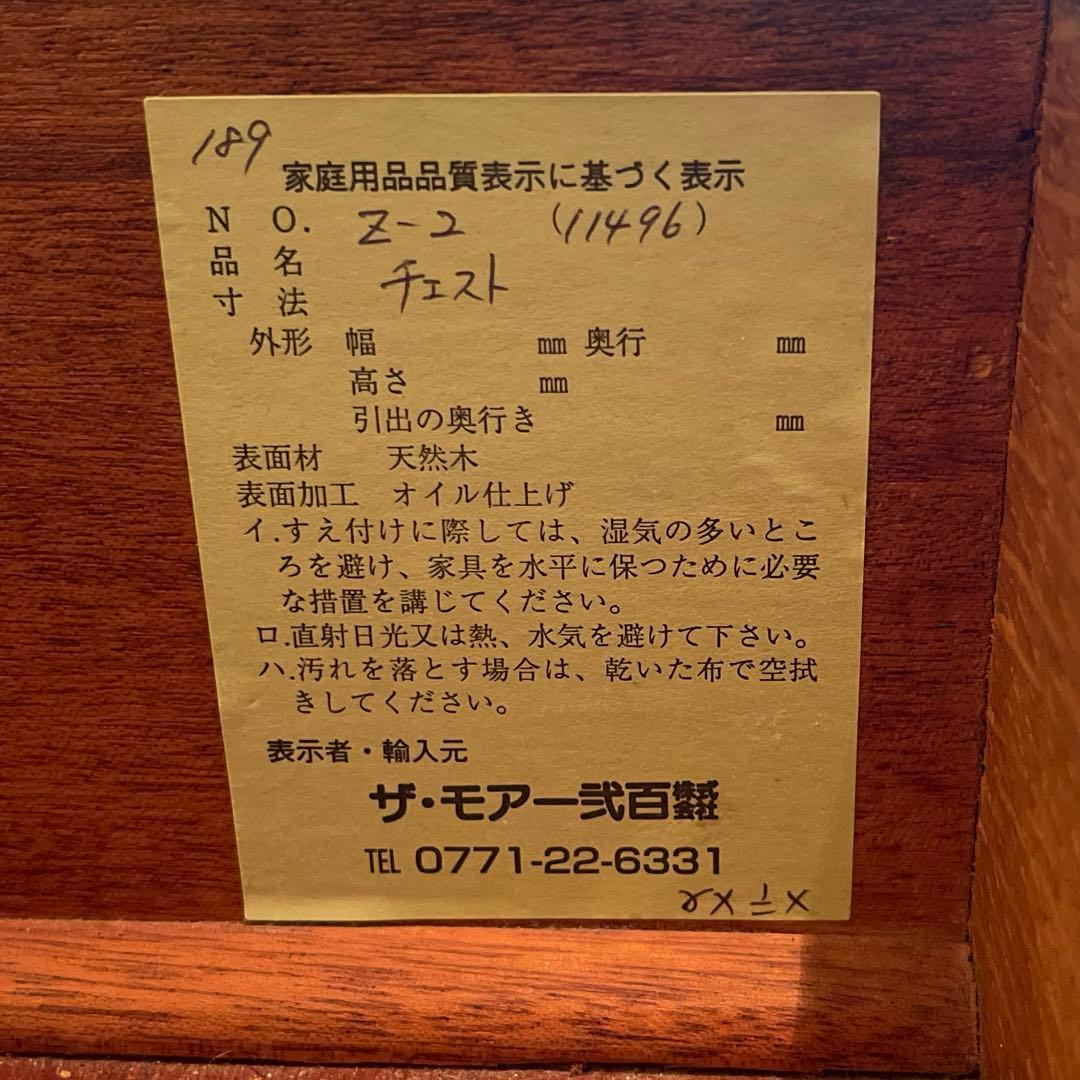 189
家庭用品品質表示に基づく表示
NO. Z-2 (11496)
品名 チェスト
寸法
外形 幅 mm 奥行 mm
高さ mm
引出の奥行き mm
表面材 天然木
表面加工 オイル仕上げ
イ.すえ付けに際しては、湿気の多いとこ
ろを避け、家具を水平に保つために必要
な措置を講じてください。
ロ.直射日光又は熱、水気を避けて下さい。
ハ.汚れを落とす場合は、乾いた布で空拭
きしてください。
表示者・輸入元
ザ・モアー弐百株式会社
TEL 0771-22-6331